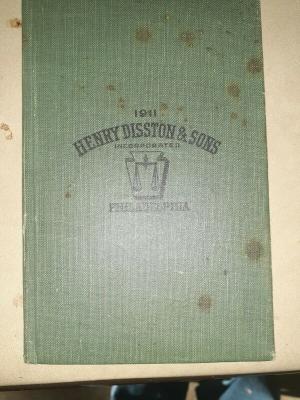 1911
HENRY DISSTON & SONS
INCORPORATED
PHILADELPHIA